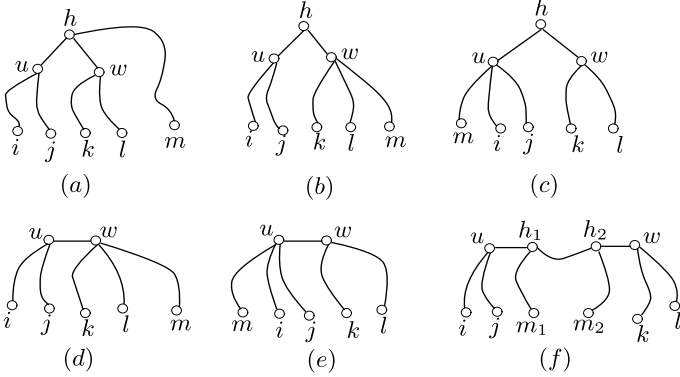 h h h
u w u w u w
i j k l m i j k l m m i j k l
(a) (b) (c)
u w u w u h₁ h₂ w
i j k l m m i j k l i j m₁ m₂ k l
(d) (e) (f)